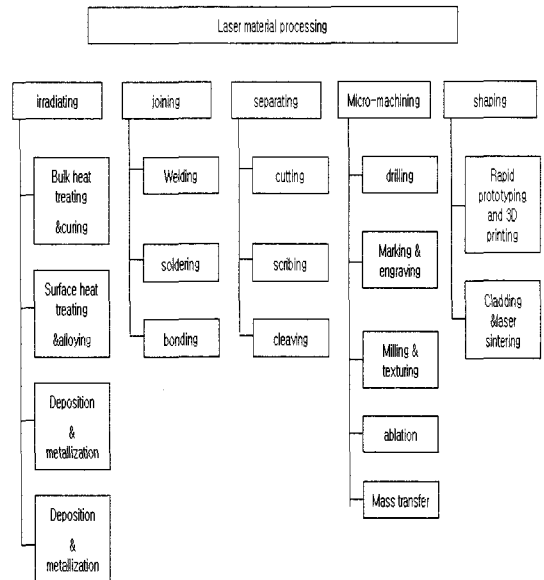 Laser material processing
irradiating
Bulk heat
treating
&curing
Surface heat
treating
&alloying
Deposition
&
metallization
Deposition
&
metallization
joining
Welding
soldering
bonding
separating
cutting
scribing
cleaving
Micro-machining
drilling
Marking &
engraving
Milling &
texturing
ablation
Mass transfer
shaping
Rapid
prototyping
and 3D
printing
Cladding
&laser
sintering